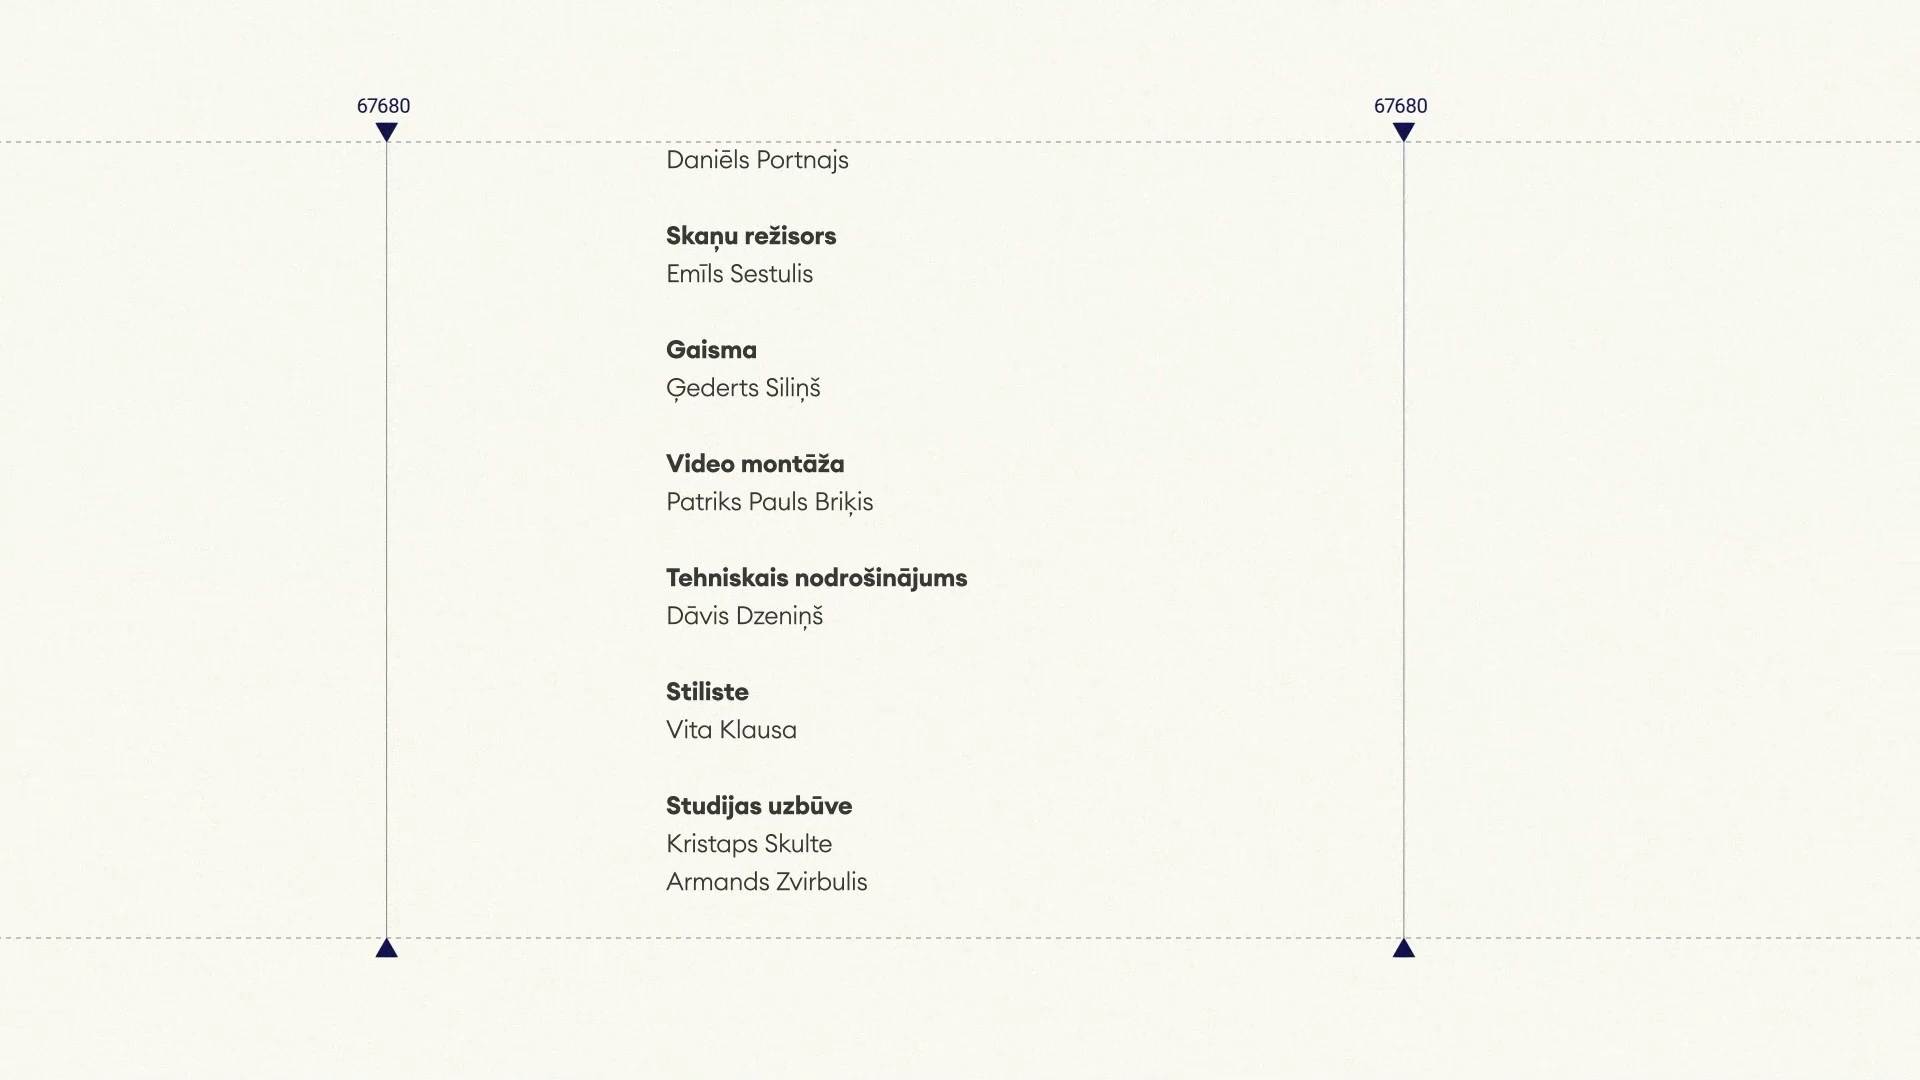 67680
67680
Daniēls Portnajs
Skaņu režisors
Emīls Sestulis
Gaisma
Ģederts Siliņš
Video montāža
Patriks Pauls Briķis
Tehniskais nodrošinājums
Dāvis Dzeniņš
Stiliste
Vita Klausa
Studijas uzbūve
Kristaps Skulte
Armands Zvirbulis